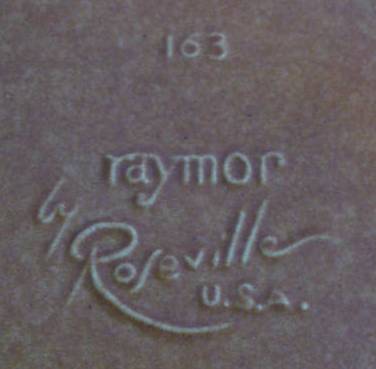 163
raymor
by Roseville
U.S.A.